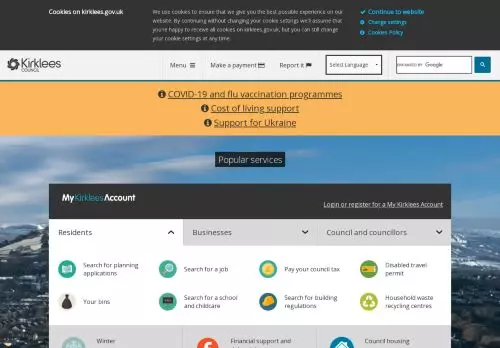 Cookies on kirklees.gov.uk
We use cookies to ensure that we give you the best possible experience on our
website. By continuing without changing your cookie settings we'll assume that
you're happy to receive all cookies on kirklees.gov.uk, but you can still change
your cookie settings at any time.
Continue to website
Change settings
Cookies Policy
Kirklees
COUNCIL
Menu
Make a payment
Report it
Select Language
ENHANCED BY Google
COVID-19 and flu vaccination programmes
Cost of living support
Support for Ukraine
Popular services
MyKirkleesAccount
Login or register for a My Kirklees Account
Residents
Businesses
Council and councillors
Search for planning
applications
Search for a job
Pay your council tax
Disabled travel
permit
Your bins
Search for a school
and childcare
Search for building
regulations
Household waste
recycling centres
Winter
Financial support and
Council housing